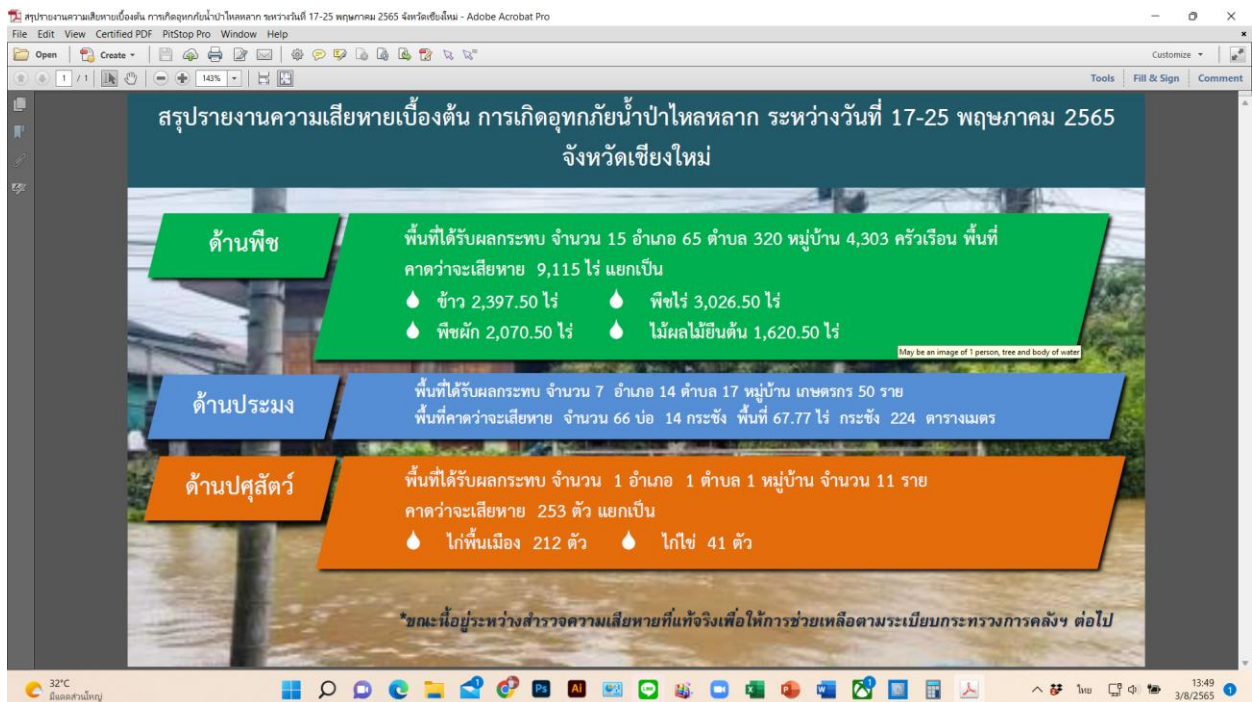 สรุปรายงานความเสียหายเบื้องต้น การเกิดอุทกภัยน้ำป่าไหลหลาก ระหว่างวันที่ 17-25 พฤษภาคม 2565 จังหวัดเชียงใหม่ - Adobe Acrobat Pro
File Edit View Certified PDF PitStop Pro Window Help
Open Create Customize
1 / 1 143% Tools Fill & Sign Comment
สรุปรายงานความเสียหายเบื้องต้น การเกิดอุทกภัยน้ำป่าไหลหลาก ระหว่างวันที่ 17-25 พฤษภาคม 2565
จังหวัดเชียงใหม่
ด้านพืช
พื้นที่ได้รับผลกระทบ จำนวน 15 อำเภอ 65 ตำบล 320 หมู่บ้าน 4,303 ครัวเรือน พื้นที่
คาดว่าจะเสียหาย 9,115 ไร่ แยกเป็น
ข้าว 2,397.50 ไร่ พืชไร่ 3,026.50 ไร่
พืชผัก 2,070.50 ไร่ ไม้ผลไม้ยืนต้น 1,620.50 ไร่
May be an image of 1 person, tree and body of water
ด้านประมง
พื้นที่ได้รับผลกระทบ จำนวน 7 อำเภอ 14 ตำบล 17 หมู่บ้าน เกษตรกร 50 ราย
พื้นที่คาดว่าจะเสียหาย จำนวน 66 บ่อ 14 กระชัง พื้นที่ 67.77 ไร่ กระชัง 224 ตารางเมตร
ด้านปศุสัตว์
พื้นที่ได้รับผลกระทบ จำนวน 1 อำเภอ 1 ตำบล 1 หมู่บ้าน จำนวน 11 ราย
คาดว่าจะเสียหาย 253 ตัว แยกเป็น
ไก่พื้นเมือง 212 ตัว ไก่ไข่ 41 ตัว
*ขณะนี้อยู่ระหว่างสำรวจความเสียหายที่แท้จริงเพื่อให้การช่วยเหลือตามระเบียบกระทรวงการคลังฯ ต่อไป
32°C
มีแดดส่วนใหญ่
Ps Ai ไทย 13:49
3/8/2565 1